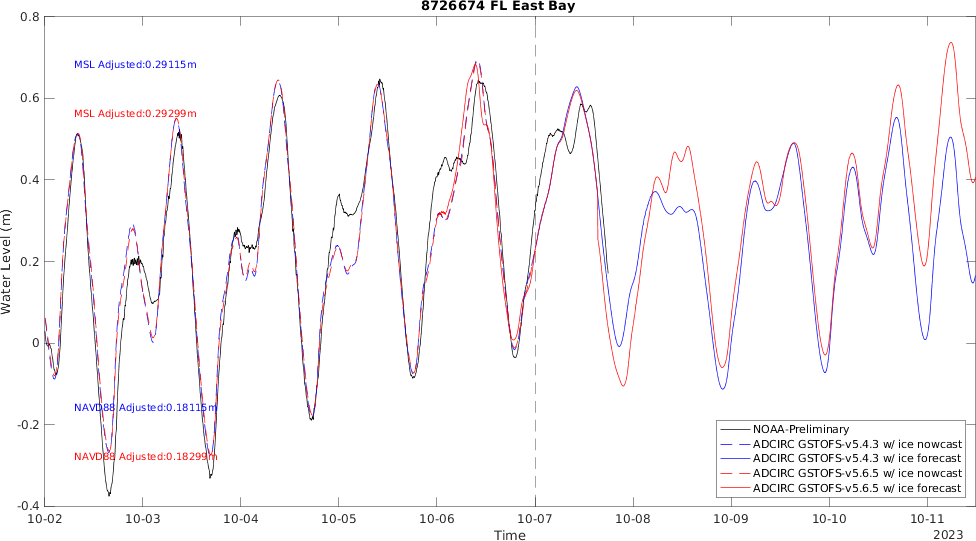 8726674 FL East Bay
0.8
0.6
0.4
0.2
0
-0.2
-0.4
Water Level (m)
MSL Adjusted:0.29115m
MSL Adjusted:0.29299m
NAVD88 Adjusted:0.18115m
NAVD88 Adjusted:0.18299m
NOAA-Preliminary
ADCIRC GSTOFS-v5.4.3 w/ ice nowcast
ADCIRC GSTOFS-v5.4.3 w/ ice forecast
ADCIRC GSTOFS-v5.6.5 w/ ice nowcast
ADCIRC GSTOFS-v5.6.5 w/ ice forecast
10-02 10-03 10-04 10-05 10-06 10-07 10-08 10-09 10-10 10-11
Time
2023